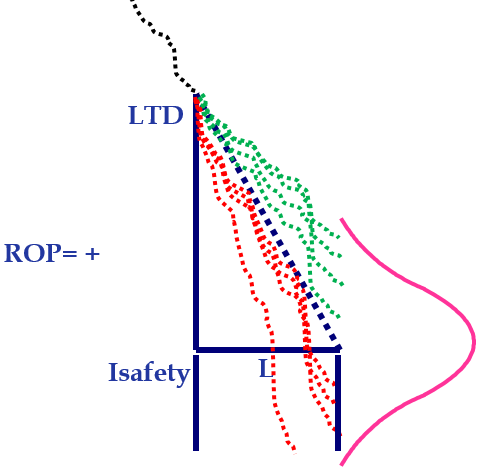 LTD
ROP= +
Isafety
L